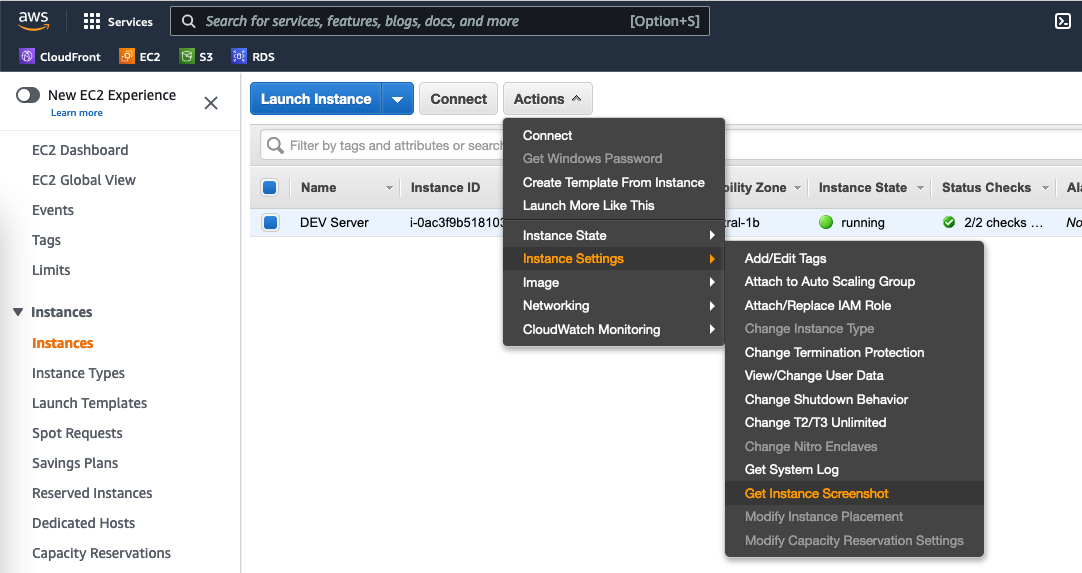 aws
Services
Search for services, features, blogs, docs, and more [Option+S]
CloudFront EC2 S3 RDS
New EC2 Experience
Learn more
EC2 Dashboard
EC2 Global View
Events
Tags
Limits
Instances
Instances
Instance Types
Launch Templates
Spot Requests
Savings Plans
Reserved Instances
Dedicated Hosts
Capacity Reservations
Launch Instance Connect Actions
Filter by tags and attributes or
Name Instance ID Zone Instance State Status Checks
DEV Server i-0ac3f9b518103 running 2/2 checks ...
Connect
Get Windows Password
Create Template From Instance
Launch More Like This
Instance State
Instance Settings
Image
Networking
CloudWatch Monitoring
Add/Edit Tags
Attach to Auto Scaling Group
Attach/Replace IAM Role
Change Instance Type
Change Termination Protection
View/Change User Data
Change Shutdown Behavior
Change T2/T3 Unlimited
Change Nitro Enclaves
Get System Log
Get Instance Screenshot
Modify Instance Placement
Modify Capacity Reservation Settings